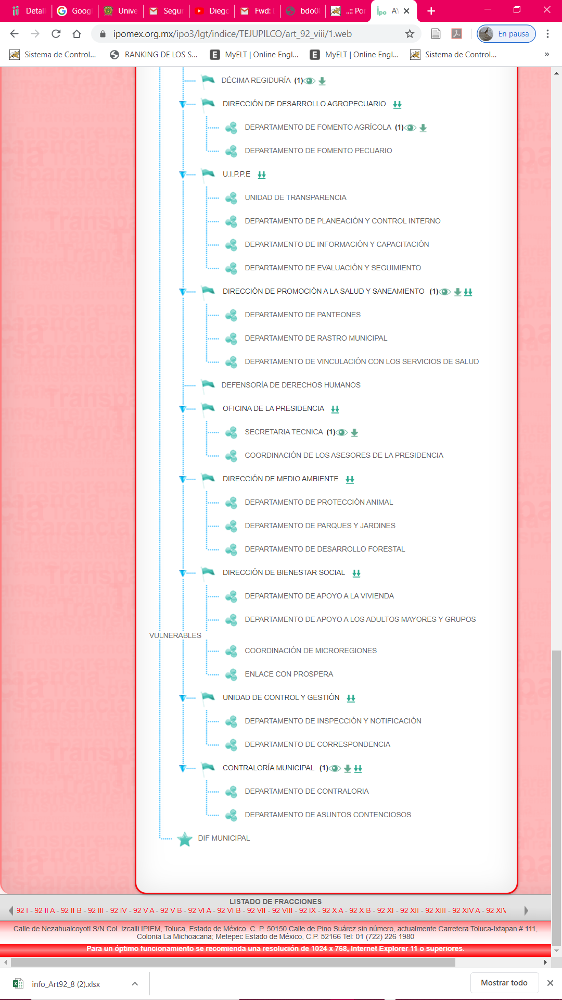 Detall
Googl
Unive
Segur
Diego
Fwd:
bdo0
..:: Po
ipo
ipomex.org.mx/ipo3/lgt/indice/TEJUPILCO/art_92_viii/1.web
En pausa
Sistema de Control...
RANKING DE LOS S...
MyELT | Online Engl...
MyELT | Online Engl...
Sistema de Control...
»
DÉCIMA REGIDURÍA (1)
DIRECCIÓN DE DESARROLLO AGROPECUARIO
DEPARTAMENTO DE FOMENTO AGRÍCOLA (1)
DEPARTAMENTO DE FOMENTO PECUARIO
U.I.P.P.E
UNIDAD DE TRANSPARENCIA
DEPARTAMENTO DE PLANEACIÓN Y CONTROL INTERNO
DEPARTAMENTO DE INFORMACIÓN Y CAPACITACIÓN
DEPARTAMENTO DE EVALUACIÓN Y SEGUIMIENTO
DIRECCIÓN DE PROMOCIÓN A LA SALUD Y SANEAMIENTO (1)
DEPARTAMENTO DE PANTEONES
DEPARTAMENTO DE RASTRO MUNICIPAL
DEPARTAMENTO DE VINCULACIÓN CON LOS SERVICIOS DE SALUD
DEFENSORÍA DE DERECHOS HUMANOS
OFICINA DE LA PRESIDENCIA
SECRETARIA TECNICA (1)
COORDINACIÓN DE LOS ASESORES DE LA PRESIDENCIA
DIRECCIÓN DE MEDIO AMBIENTE
DEPARTAMENTO DE PROTECCIÓN ANIMAL
DEPARTAMENTO DE PARQUES Y JARDINES
DEPARTAMENTO DE DESARROLLO FORESTAL
DIRECCIÓN DE BIENESTAR SOCIAL
DEPARTAMENTO DE APOYO A LA VIVIENDA
DEPARTAMENTO DE APOYO A LOS ADULTOS MAYORES Y GRUPOS
VULNERABLES
COORDINACIÓN DE MICROREGIONES
ENLACE CON PROSPERA
UNIDAD DE CONTROL Y GESTIÓN
DEPARTAMENTO DE INSPECCIÓN Y NOTIFICACIÓN
DEPARTAMENTO DE CORRESPONDENCIA
CONTRALORÍA MUNICIPAL (1)
DEPARTAMENTO DE CONTRALORIA
DEPARTAMENTO DE ASUNTOS CONTENCIOSOS
DIF MUNICIPAL
LISTADO DE FRACCIONES
92 I - 92 II A - 92 II B - 92 III - 92 IV - 92 V A - 92 V B - 92 VI A - 92 VI B - 92 VII - 92 VIII - 92 IX - 92 X A - 92 X B - 92 XI - 92 XII - 92 XIII - 92 XIV A - 92 XIV
Calle de Nezahualcoyotl S/N Col. Izcalli IPIEM, Toluca, Estado de México. C. P. 50150 Calle de Pino Suárez sin número, actualmente Carretera Toluca-Ixtapan # 111,
Colonia La Michoacana; Metepec Estado de México, C.P. 52166 Tel: 01 (722) 226 1980
Para un óptimo funcionamiento se recomienda una resolución de 1024 x 768, Internet Explorer 11 o superiores.
info_Art92_8 (2).xlsx
Mostrar todo